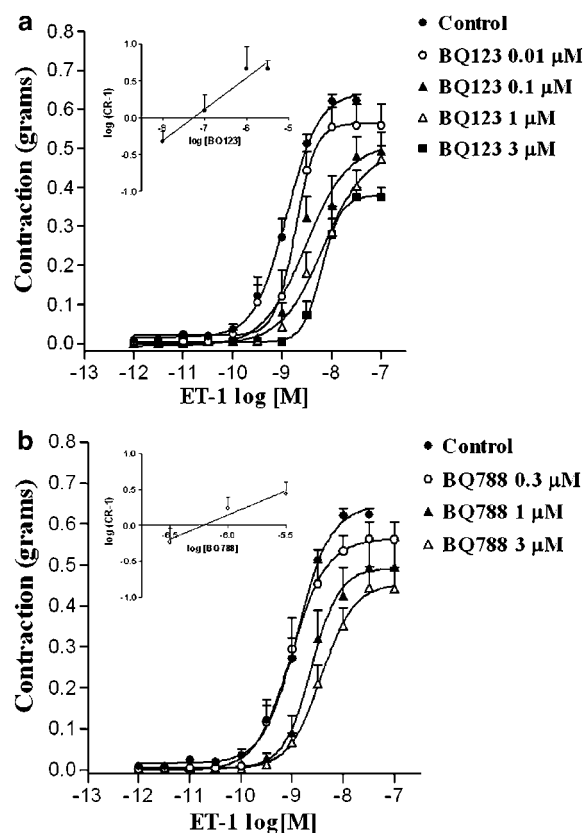 a
Control
BQ123 0.01 µM
BQ123 0.1 µM
BQ123 1 µM
BQ123 3 µM
log (CR-1)
1.0
0.5
0.0
-0.5
-1.0
-8 -7 -6 -5
log [BQ123]
Contraction (grams)
0.8
0.7
0.6
0.5
0.4
0.3
0.2
0.1
0.0
-13 -12 -11 -10 -9 -8 -7
ET-1 log [M]
b
Control
BQ788 0.3 µM
BQ788 1 µM
BQ788 3 µM
log (CR-1)
1.0
0.5
0.0
-0.5
-1.0
-6.5 -6.0 -5.5
log [BQ788]
Contraction (grams)
0.8
0.7
0.6
0.5
0.4
0.3
0.2
0.1
0.0
-13 -12 -11 -10 -9 -8 -7
ET-1 log[M]